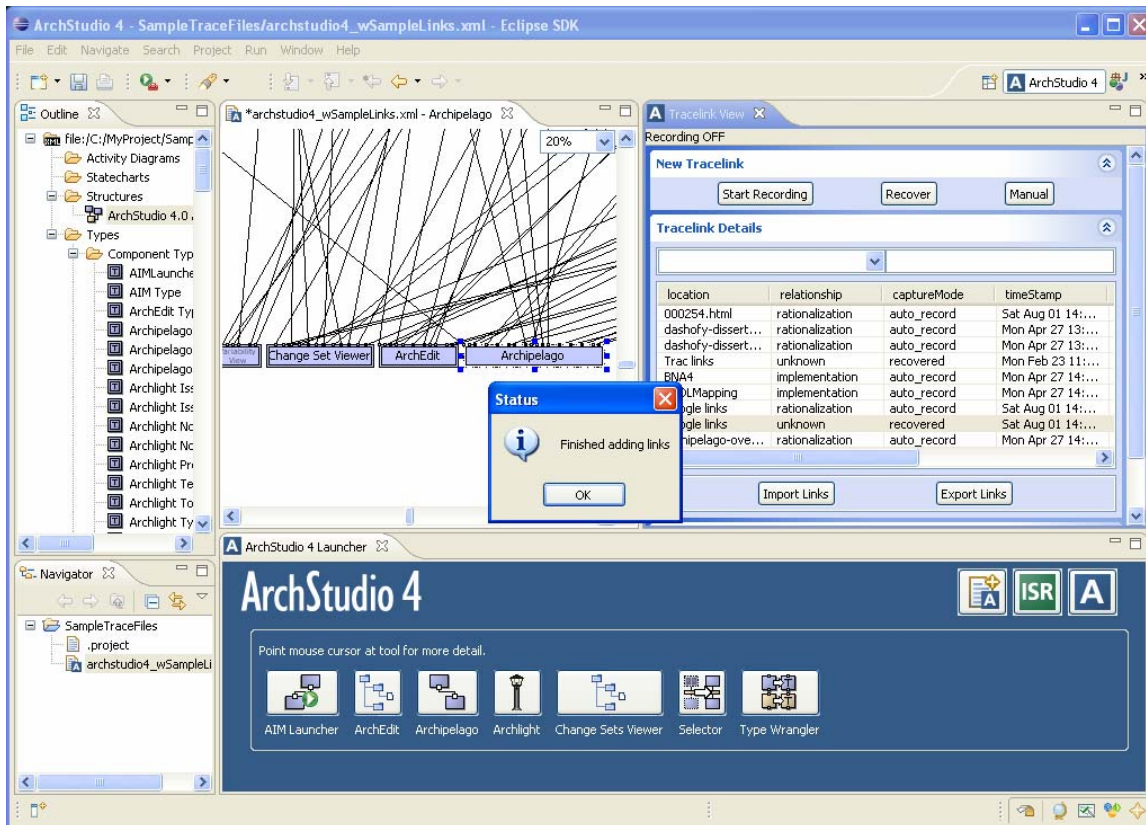 ArchStudio 4 - SampleTraceFiles/archstudio4_wSampleLinks.xml - Eclipse SDK
File Edit Navigate Search Project Run Window Help
ArchStudio 4
Outline
file:/C:/MyProject/Samp
Activity Diagrams
Statecharts
Structures
ArchStudio 4.0
Types
Component Typ
AIMLaunche
AIM Type
ArchEdit Ty
Archipelago
Archipelago
Archipelago
Archlight Iss
Archlight Iss
Archlight No
Archlight No
Archlight Pr
Archlight Te
Archlight To
Archlight Ty
*archstudio4_wSampleLinks.xml - Archipelago
20%
Variability View
Change Set Viewer
ArchEdit
Archipelago
Tracelink View
Recording OFF
New Tracelink
Start Recording Recover Manual
Tracelink Details
location relationship captureMode timeStamp
000254.html rationalization auto_record Sat Aug 01 14:...
dashofy-dissert... rationalization auto_record Mon Apr 27 13:...
dashofy-dissert... rationalization auto_record Mon Apr 27 13:...
Trac links unknown recovered Mon Feb 23 11:...
BNA4 implementation auto_record Mon Apr 27 14:...
DLMapping implementation auto_record Mon Apr 27 14:...
ogle links rationalization auto_record Sat Aug 01 14:...
ogle links unknown recovered Sat Aug 01 14:...
hipelago-ove... rationalization auto_record Mon Apr 27 14:...
Import Links Export Links
Status
Finished adding links
OK
Navigator
SampleTraceFiles
.project
archstudio4_wSampleLi
ArchStudio 4 Launcher
ArchStudio 4
ISR
A
Point mouse cursor at tool for more detail.
AIM Launcher ArchEdit Archipelago Archlight Change Sets Viewer Selector Type Wrangler